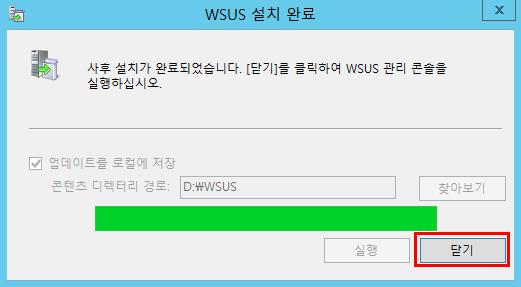 WSUS 설치 완료
사후 설치가 완료되었습니다. [닫기]를 클릭하여 WSUS 관리 콘솔을
실행하십시오.
업데이트를 로컬에 저장
콘텐츠 디렉터리 경로: D:₩WSUS 찾아보기
실행 닫기